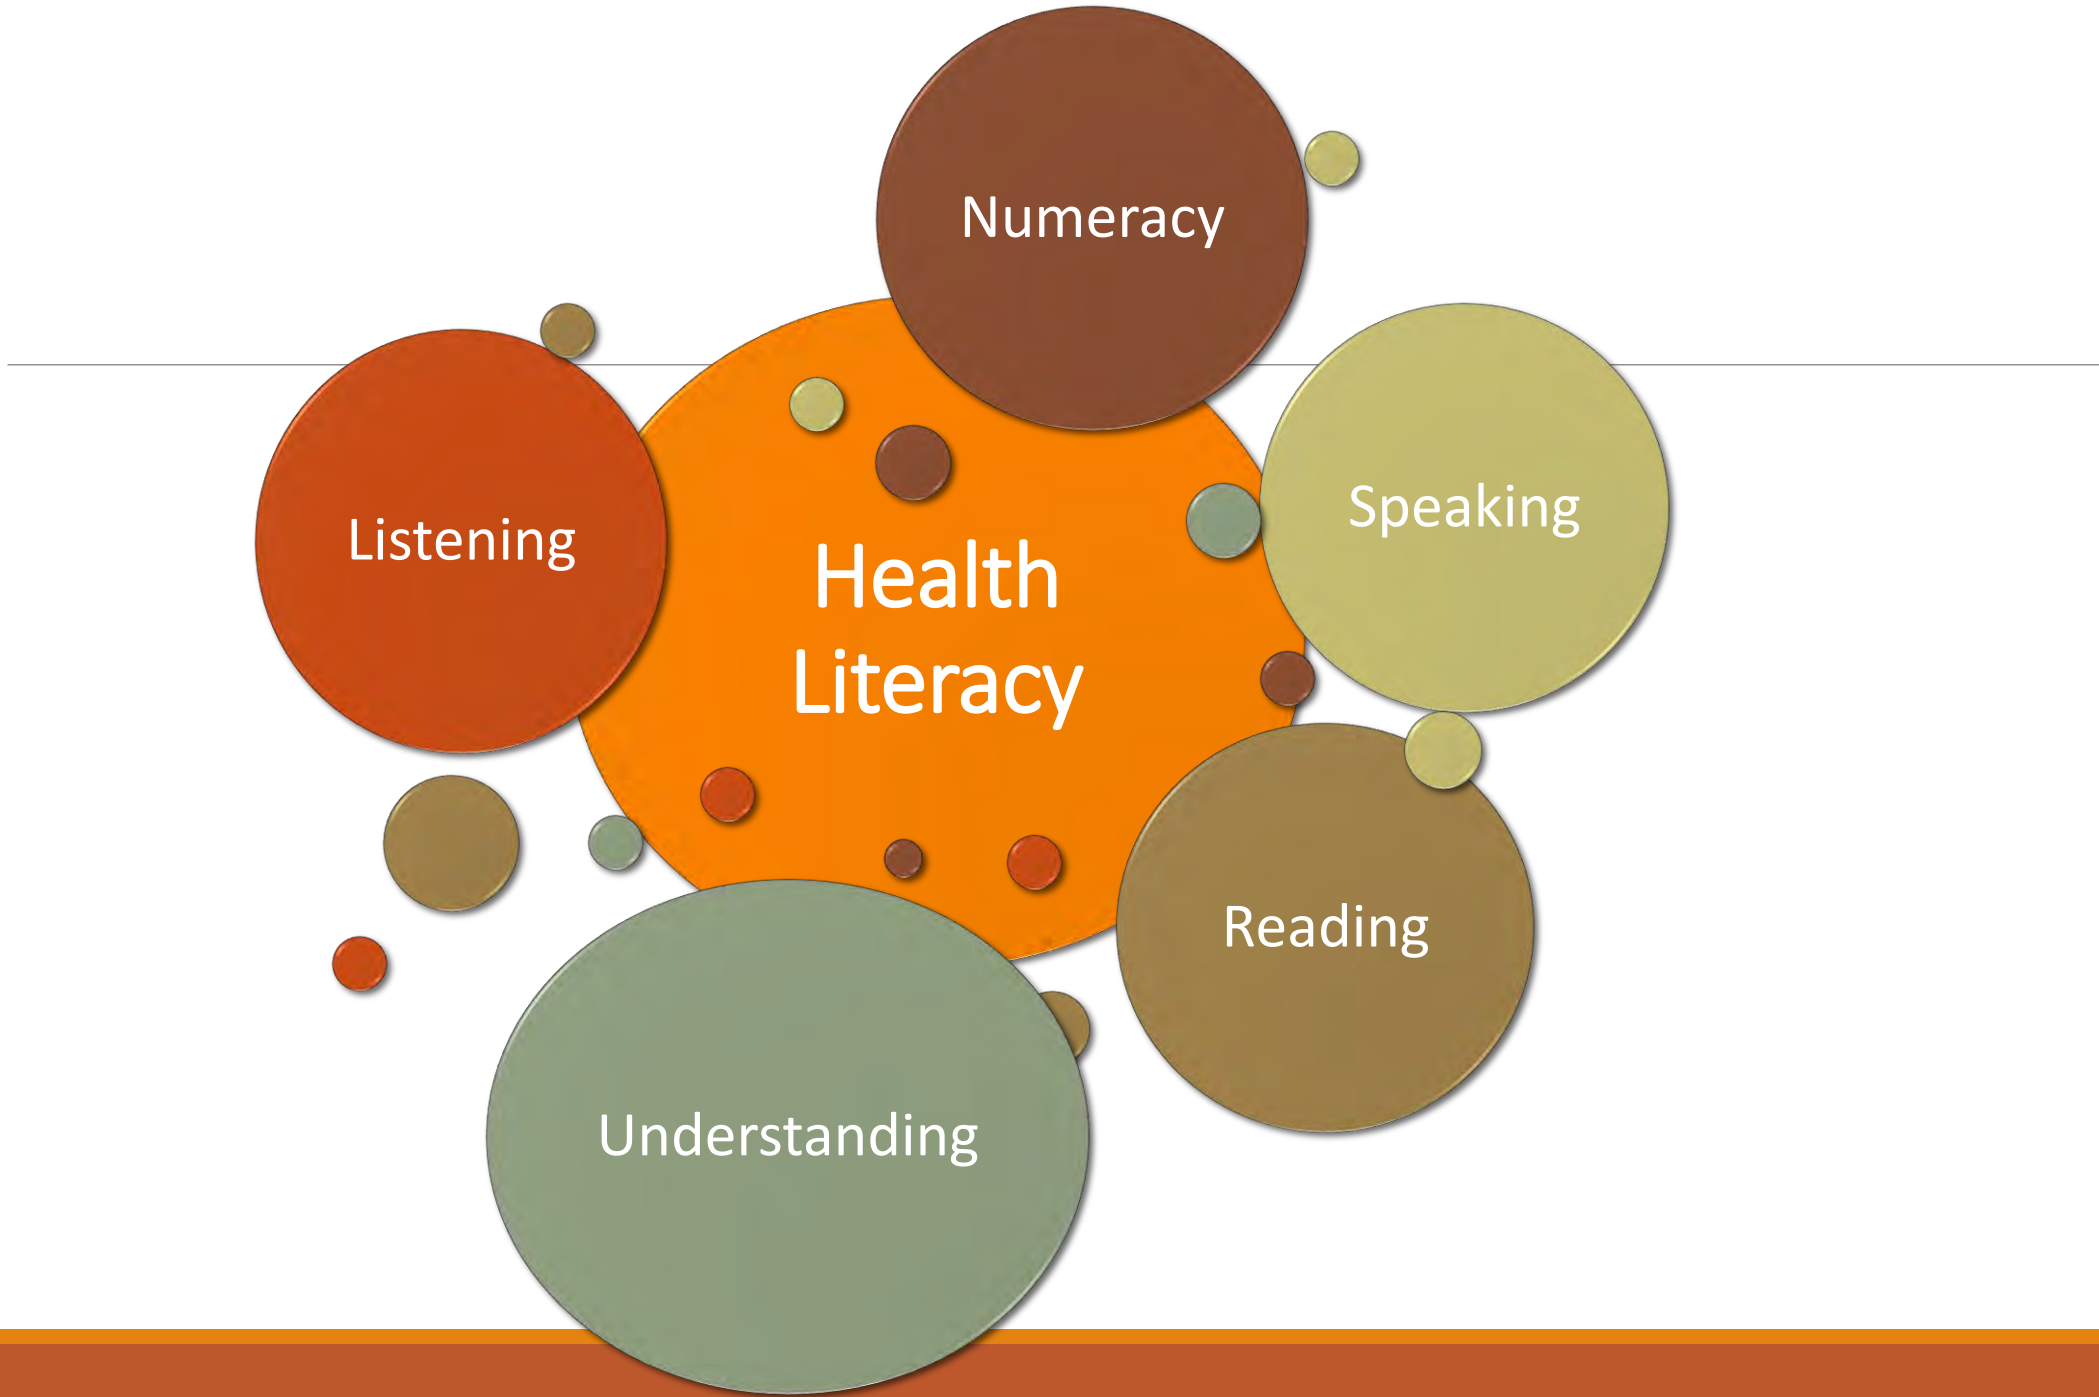 Numeracy
Speaking
Listening
Health
Literacy
Reading
Understanding